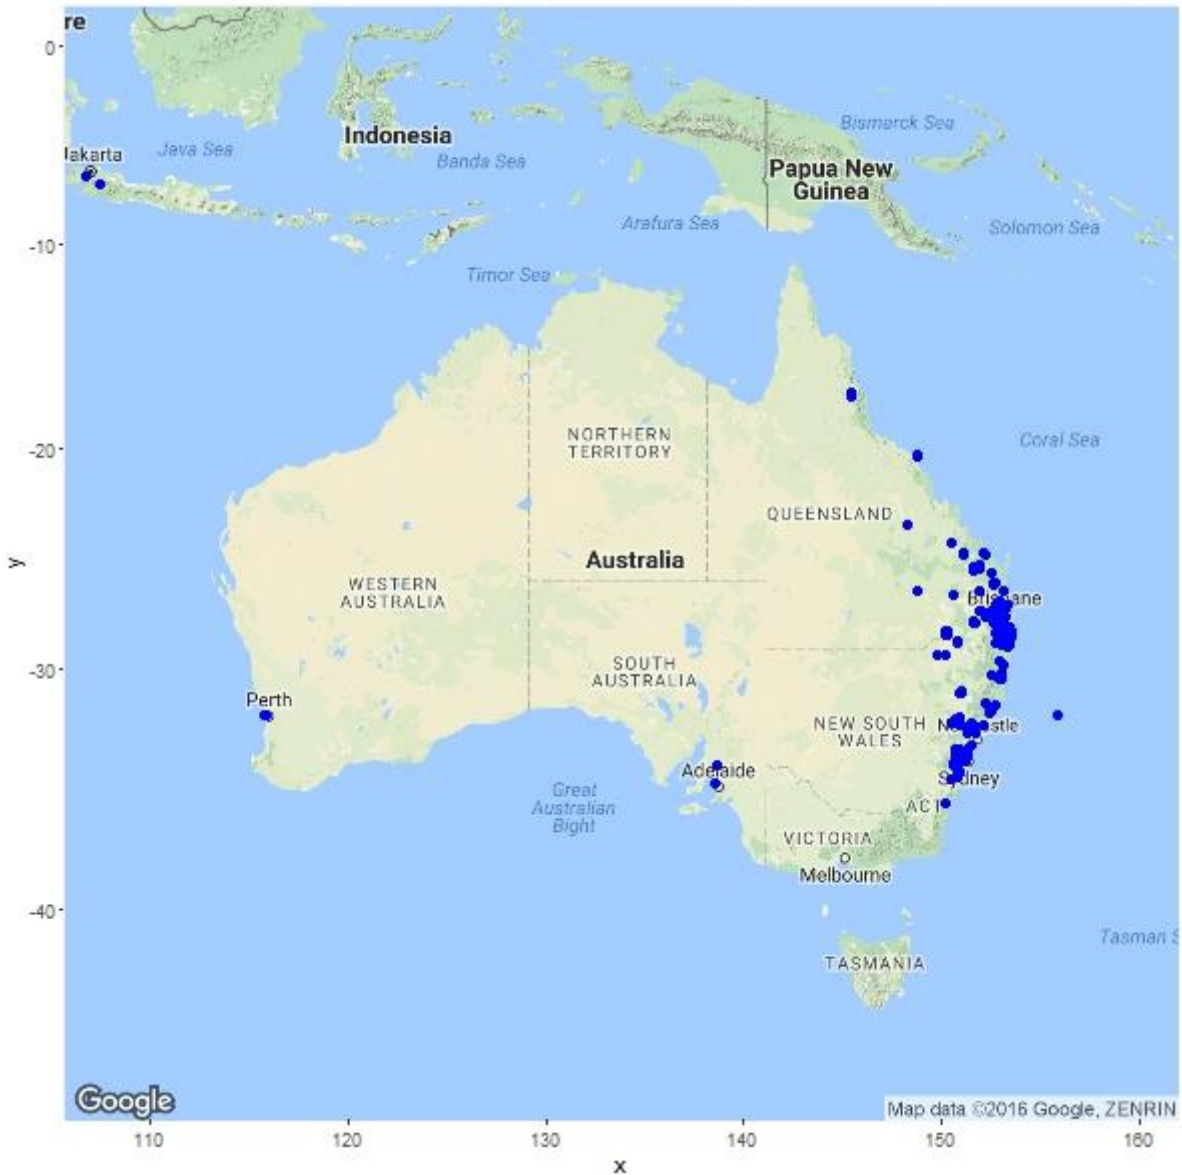 re
0
Bismarck Sea
Indonesia
Java Sea
Jakarta
Banda Sea
Papua New
Guinea
Arafura Sea
Solomon Sea
-10
Timor Sea
NORTHERN
TERRITORY
Coral Sea
-20
QUEENSLAND
Australia
y
WESTERN
AUSTRALIA
Brisbane
SOUTH
AUSTRALIA
-30
Perth
NEW SOUTH
WALES
Newcastle
Adelaide
Sydney
Great
Australian
Bight
ACT
VICTORIA
Melbourne
-40
Tasman S
TASMANIA
Google
Map data ©2016 Google, ZENRIN
110
120
130
140
150
160
x